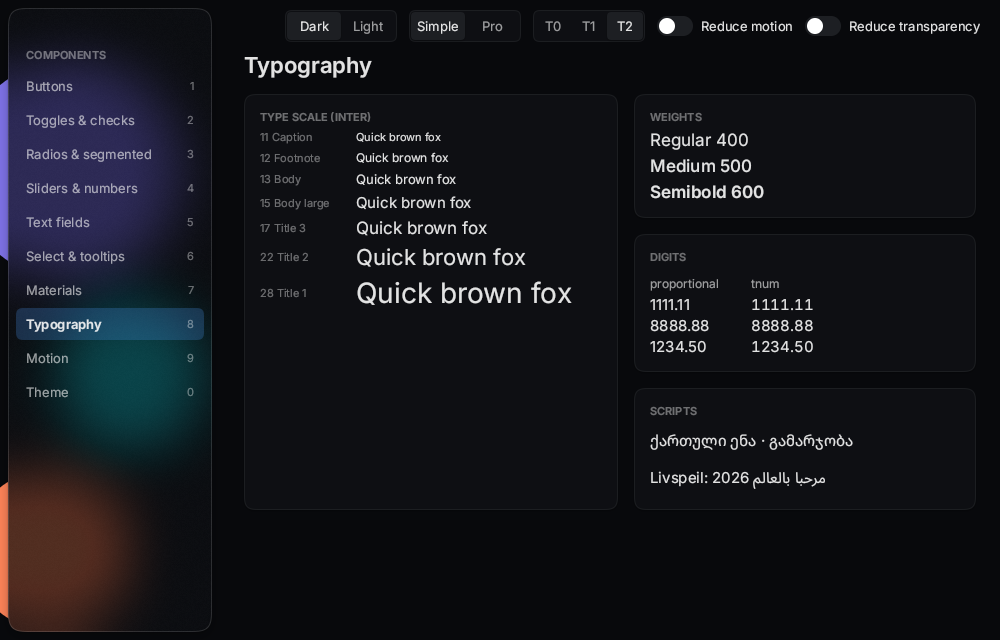 Dark Light Simple Pro T0 T1 T2 Reduce motion Reduce transparency
COMPONENTS
Buttons 1
Toggles & checks 2
Radios & segmented 3
Sliders & numbers 4
Text fields 5
Select & tooltips 6
Materials 7
Typography 8
Motion 9
Theme 0
Typography
TYPE SCALE (INTER)
11 Caption Quick brown fox
12 Footnote Quick brown fox
13 Body Quick brown fox
15 Body large Quick brown fox
17 Title 3 Quick brown fox
22 Title 2 Quick brown fox
28 Title 1 Quick brown fox
WEIGHTS
Regular 400
Medium 500
Semibold 600
DIGITS
proportional tnum
1111.11 1111.11
8888.88 8888.88
1234.50 1234.50
SCRIPTS
ქართული ენა · გამარჯობა
Livspeil: 2026 مرحبا بالعالم